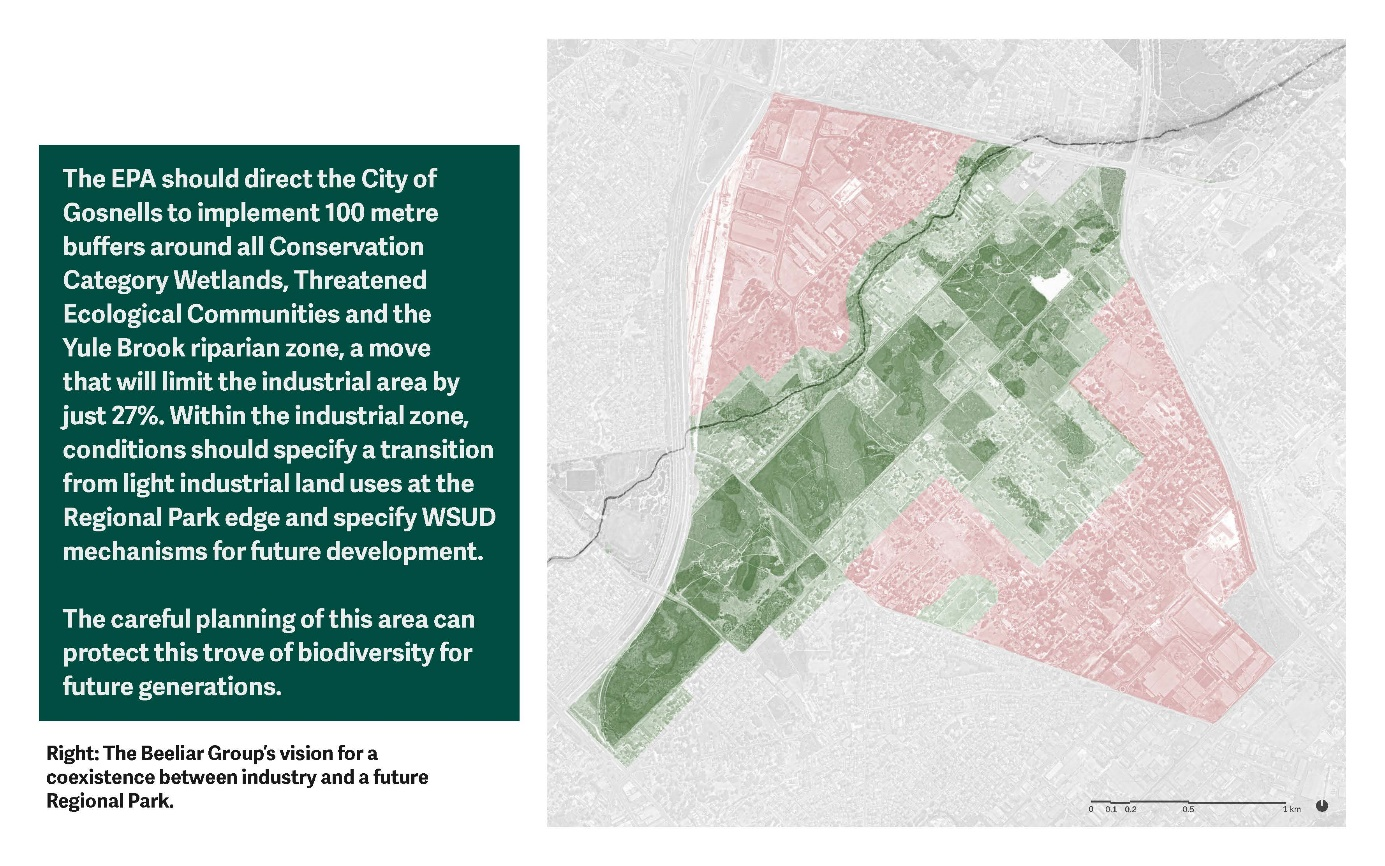 The EPA should direct the City of
Gosnells to implement 100 metre
buffers around all Conservation
Category Wetlands, Threatened
Ecological Communities and the
Yule Brook riparian zone, a move
that will limit the industrial area by
just 27%. Within the industrial zone,
conditions should specify a transition
from light industrial land uses at the
Regional Park edge and specify WSUD
mechanisms for future development.
The careful planning of this area can
protect this trove of biodiversity for
future generations.
Right: The Beeliar Group's vision for a
coexistence between industry and a future
Regional Park.
0 0.1 0.2 0.5 1 km